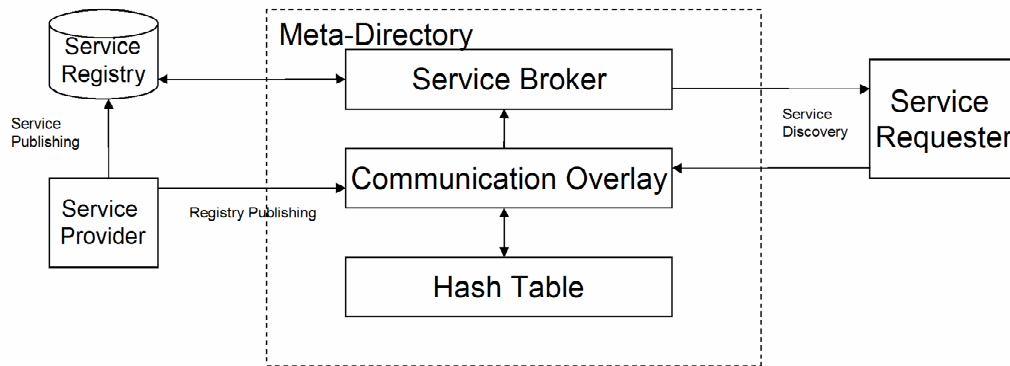 Service
Registry
Meta-Directory
Service Broker
Service
Requester
Service
Discovery
Service
Publishing
Communication Overlay
Service
Provider
Registry Publishing
Hash Table